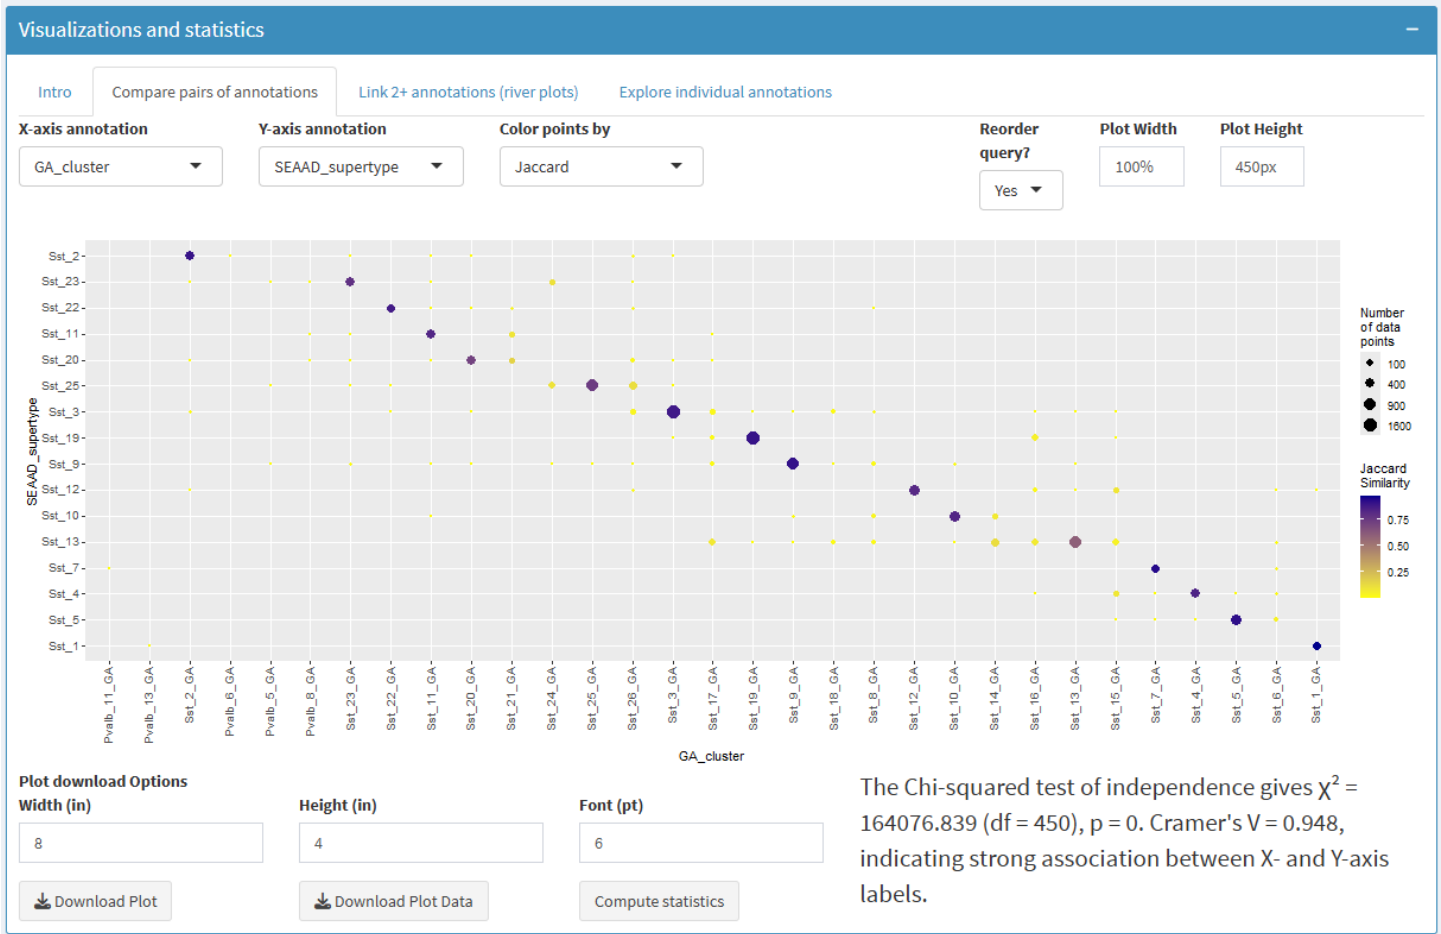 Visualizations and statistics
Intro
Compare pairs of annotations
Link 2+ annotations (river plots)
Explore individual annotations
X-axis annotation
Y-axis annotation
Color points by
Reorder query?
Plot Width
Plot Height
GA_cluster
SEAAD_supertype
Jaccard
Yes
100%
450px
SEAAD_supertype
Sst_2
Sst_23
Sst_22
Sst_11
Sst_20
Sst_25
Sst_3
Sst_19
Sst_9
Sst_12
Sst_10
Sst_13
Sst_7
Sst_4
Sst_5
Sst_1
Pvalb_11_GA
Pvalb_13_GA
Sst_2_GA
Pvalb_6_GA
Pvalb_5_GA
Pvalb_8_GA
Sst_23_GA
Sst_22_GA
Sst_11_GA
Sst_20_GA
Sst_21_GA
Sst_24_GA
Sst_25_GA
Sst_26_GA
Sst_3_GA
Sst_17_GA
Sst_19_GA
Sst_9_GA
Sst_18_GA
Sst_8_GA
Sst_12_GA
Sst_10_GA
Sst_14_GA
Sst_16_GA
Sst_13_GA
Sst_15_GA
Sst_7_GA
Sst_4_GA
Sst_5_GA
Sst_6_GA
Sst_1_GA
GA_cluster
Number
of data
points
100
400
900
1600
Jaccard
Similarity
0.75
0.50
0.25
Plot download Options
Width (in)
Height (in)
Font (pt)
8
4
6
Download Plot
Download Plot Data
Compute statistics
The Chi-squared test of independence gives χ² =
164076.839 (df = 450), p = 0. Cramer's V = 0.948,
indicating strong association between X- and Y-axis
labels.